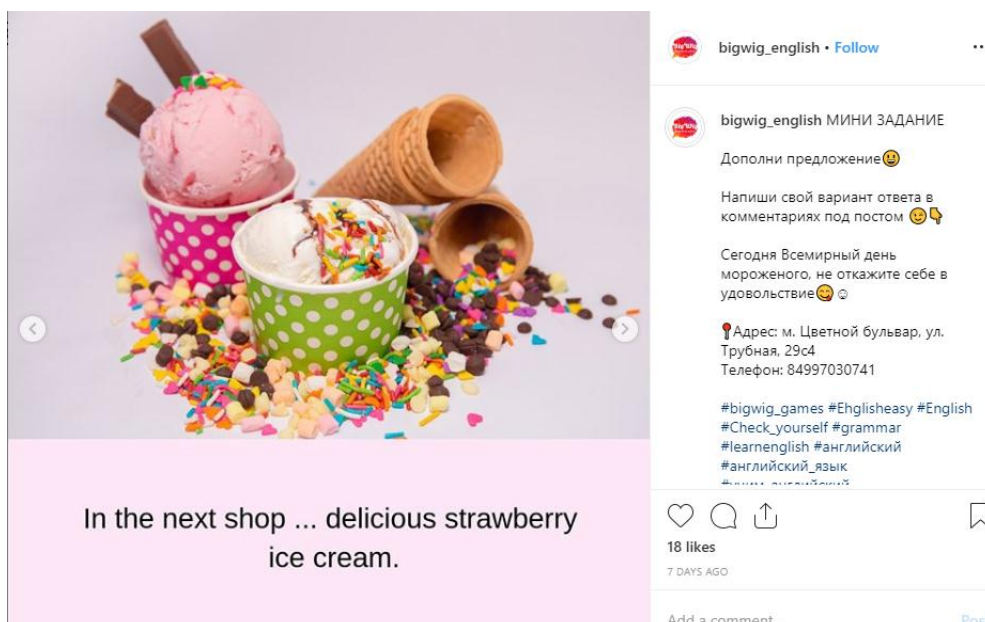 bigwig_english • Follow
bigwig_english МИНИ ЗАДАНИЕ
Дополни предложение😀
Напиши свой вариант ответа в
комментариях под постом 😉👇
Сегодня Всемирный день
мороженого, не откажите себе в
удовольствие😋☺
📍Адрес: м. Цветной бульвар, ул.
Трубная, 29с4
Телефон: 84997030741
#bigwig_games #Ehglisheasy #English
#Check_yourself #grammar
#learnenglish #английский
#английский_язык
#учим_английский
In the next shop ... delicious strawberry
ice cream.
18 likes
7 DAYS AGO
Add a comment